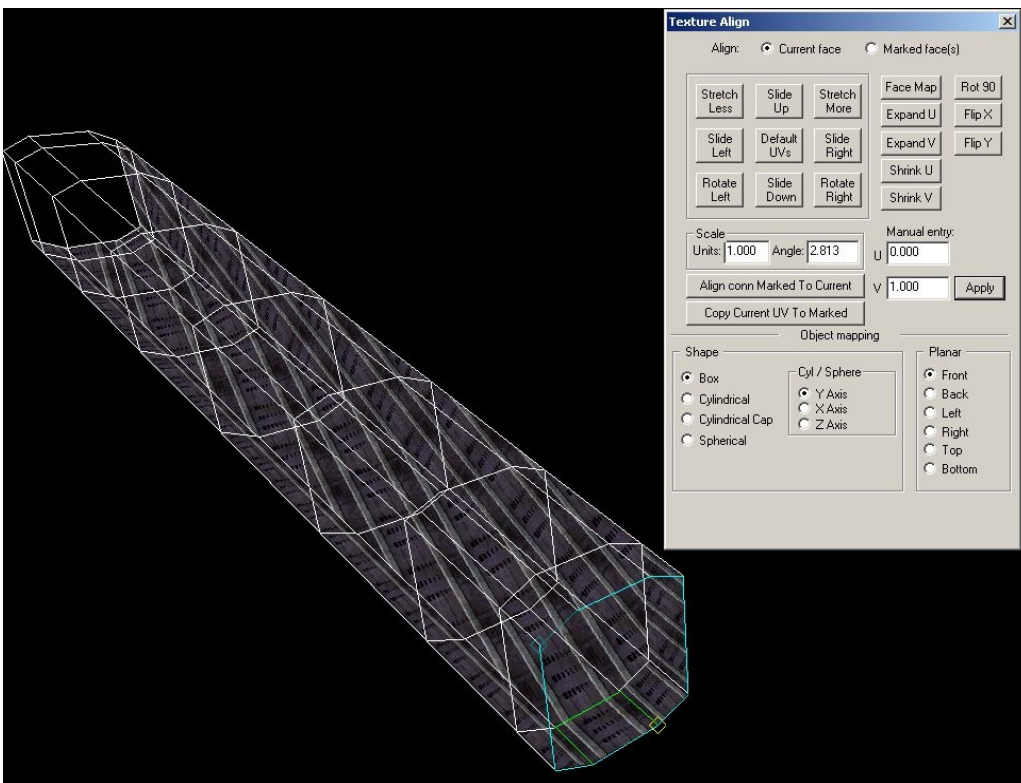 Texture Align
Align: Current face Marked face(s)
Stretch Less
Slide Up
Stretch More
Face Map
Rot 90
Expand U
Flip X
Slide Left
Default UVs
Slide Right
Expand V
Flip Y
Shrink U
Rotate Left
Slide Down
Rotate Right
Shrink V
Scale
Units: 1.000 Angle: 2.813
Manual entry:
U 0.000
Align conn Marked To Current
V 1.000 Apply
Copy Current UV To Marked
Object mapping
Shape
Box
Cylindrical
Cylindrical Cap
Spherical
Cyl / Sphere
Y Axis
X Axis
Z Axis
Planar
Front
Back
Left
Right
Top
Bottom